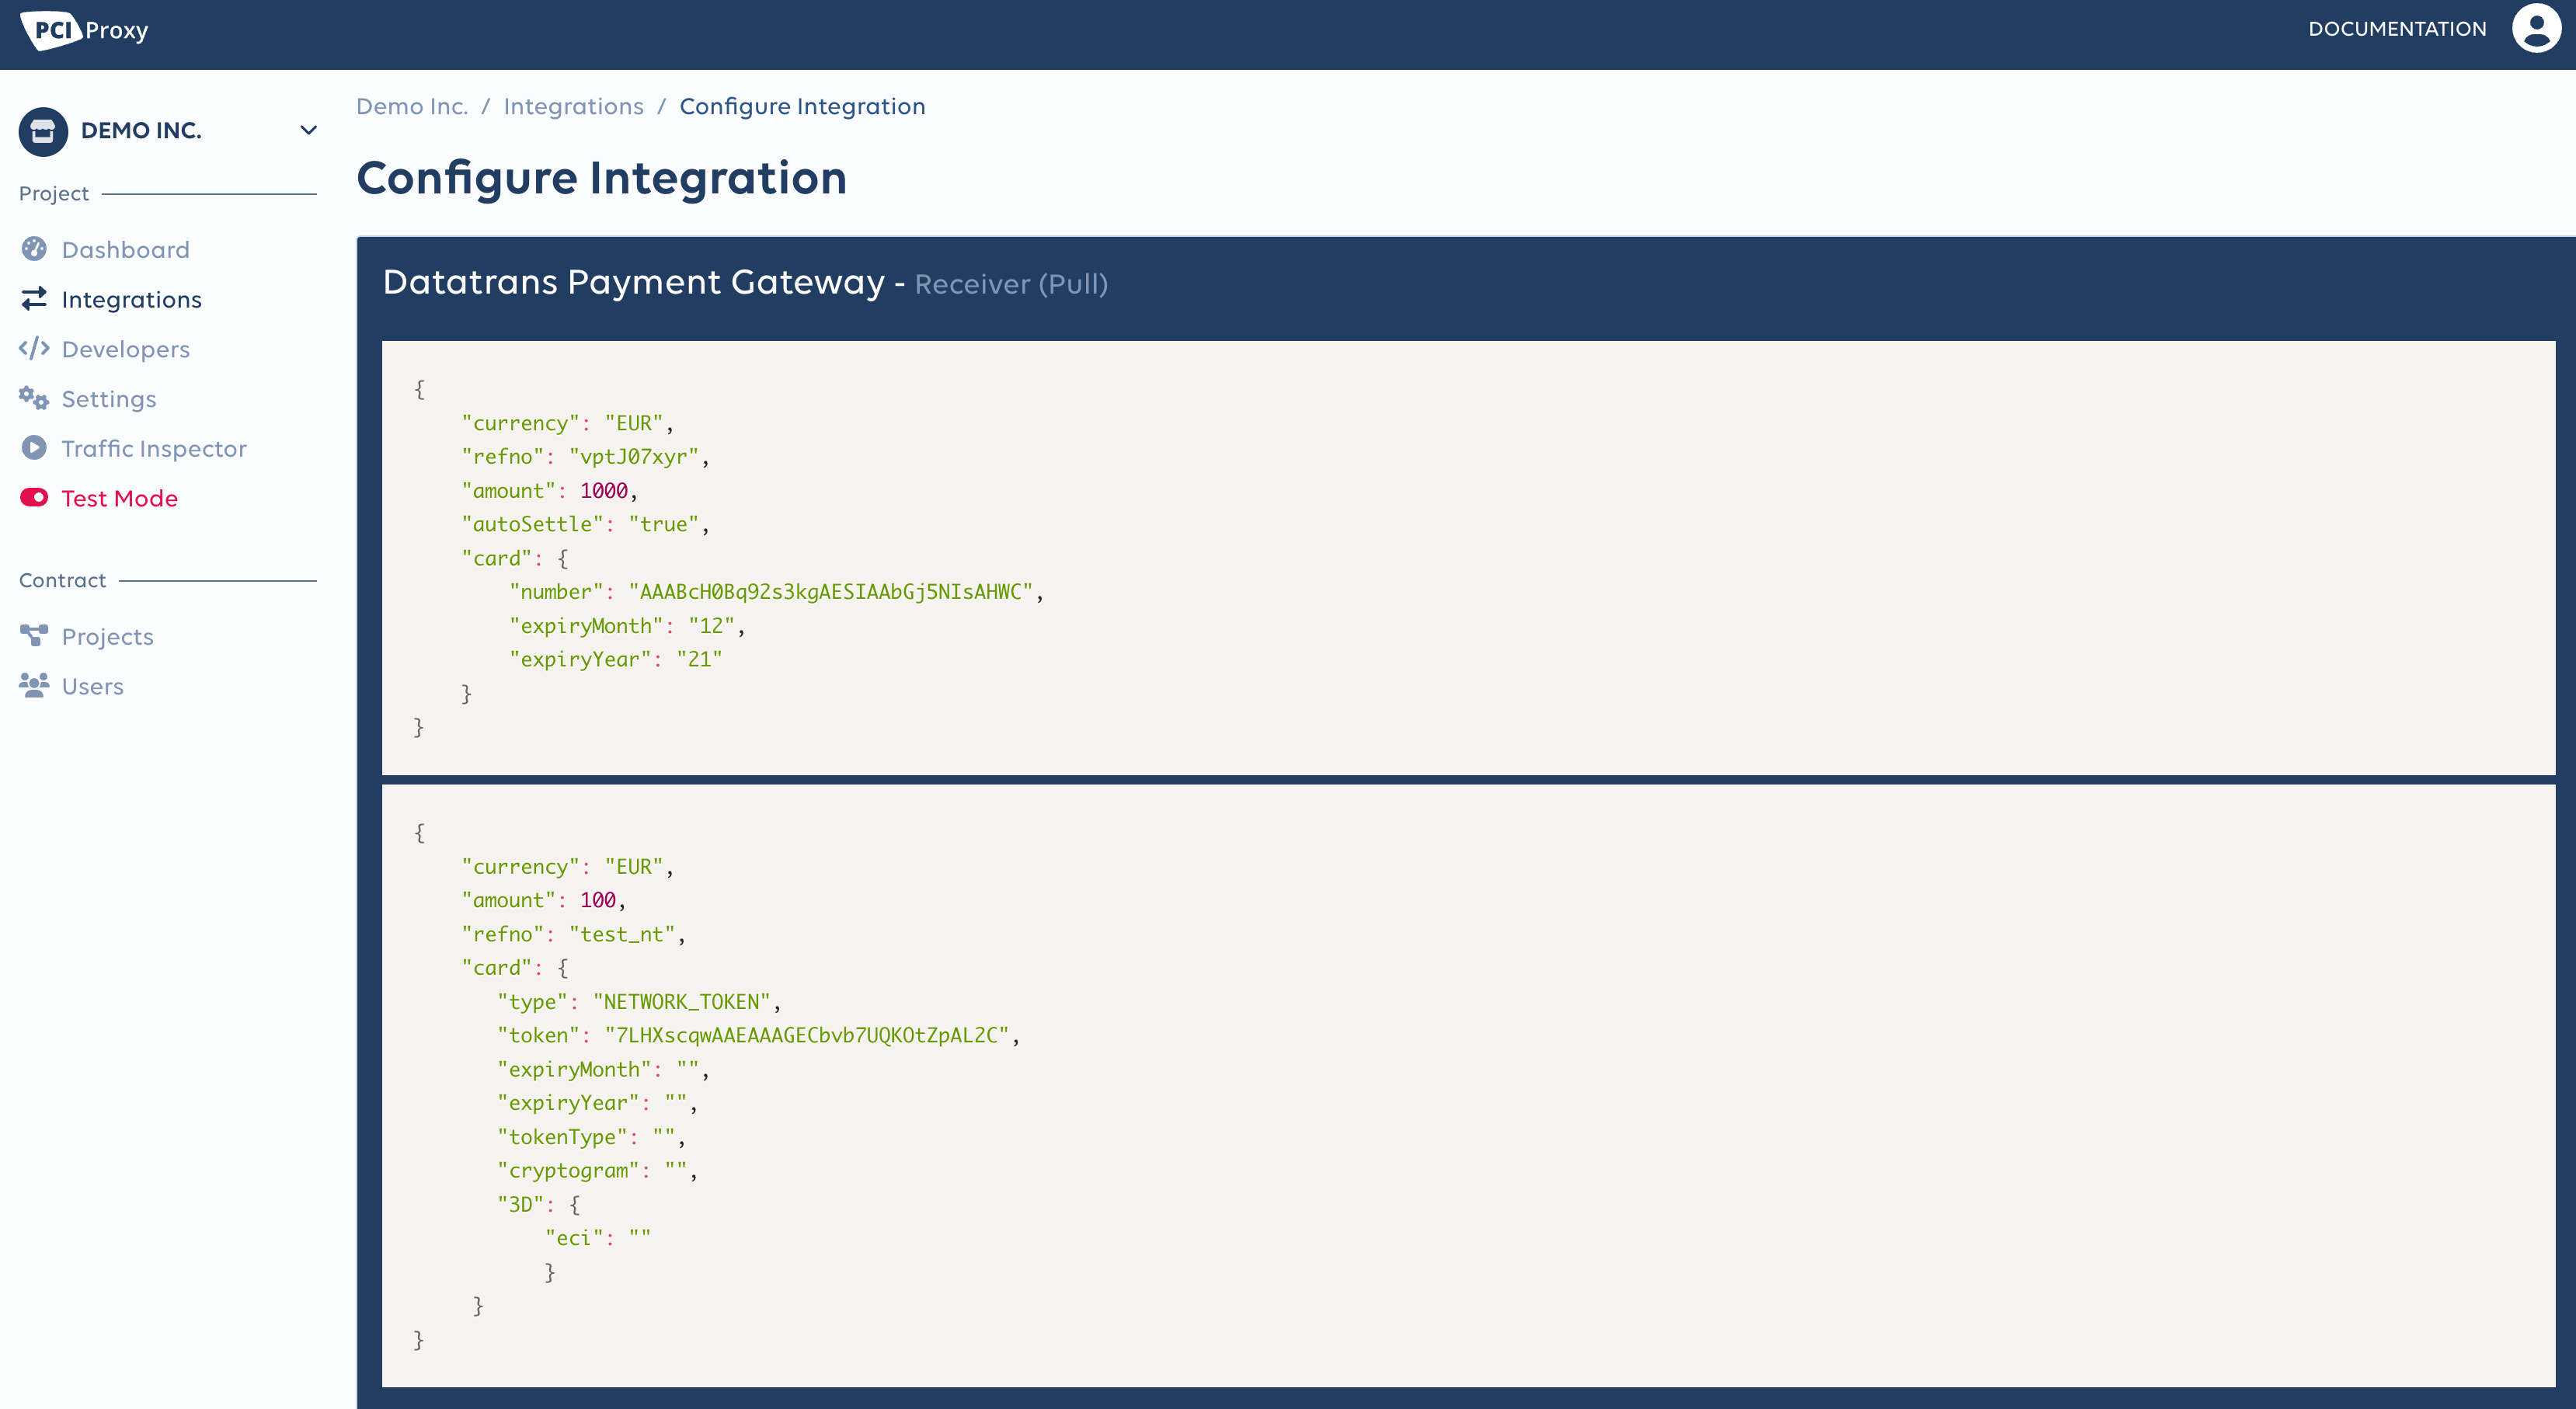 PCI Proxy
DOCUMENTATION
DEMO INC.
Project
Dashboard
Integrations
Developers
Settings
Traffic Inspector
Test Mode
Contract
Projects
Users
Demo Inc. / Integrations / Configure Integration
Configure Integration
Datatrans Payment Gateway - Receiver (Pull)
{
    "currency": "EUR",
    "refno": "vptJ07xyr",
    "amount": 1000,
    "autoSettle": "true",
    "card": {
        "number": "AAABcH0Bq92s3kgAESIAAbGj5NIsAHWC",
        "expiryMonth": "12",
        "expiryYear": "21"
    }
}
{
    "currency": "EUR",
    "amount": 100,
    "refno": "test_nt",
    "card": {
       "type": "NETWORK_TOKEN",
       "token": "7LHXscqwAAEAAAGECbvb7UQKOtZpAL2C",
       "expiryMonth": "",
       "expiryYear": "",
       "tokenType": "",
       "cryptogram": "",
       "3D": {
           "eci": ""
           }
     }
}